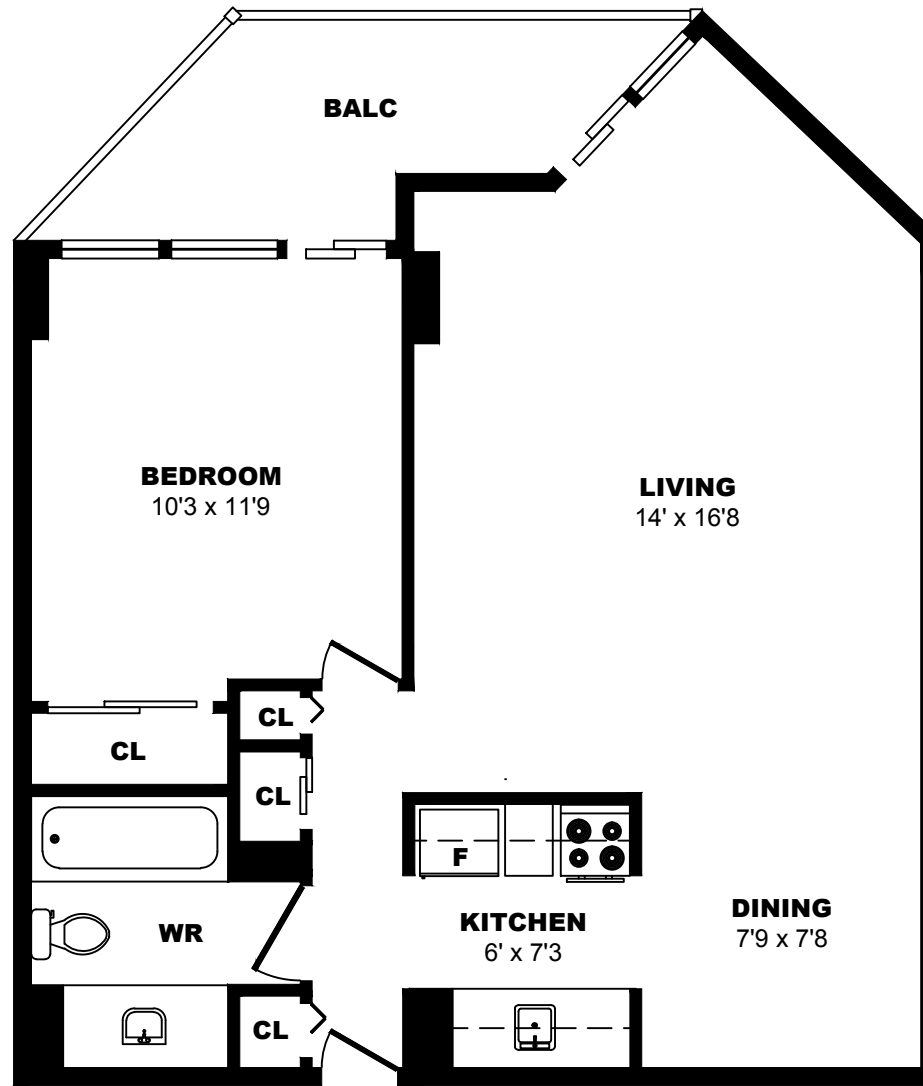 BALC
BEDROOM
10'3 x 11'9
LIVING
14' x 16'8
CL
CL
CL
F
WR
KITCHEN
6' x 7'3
DINING
7'9 x 7'8
CL